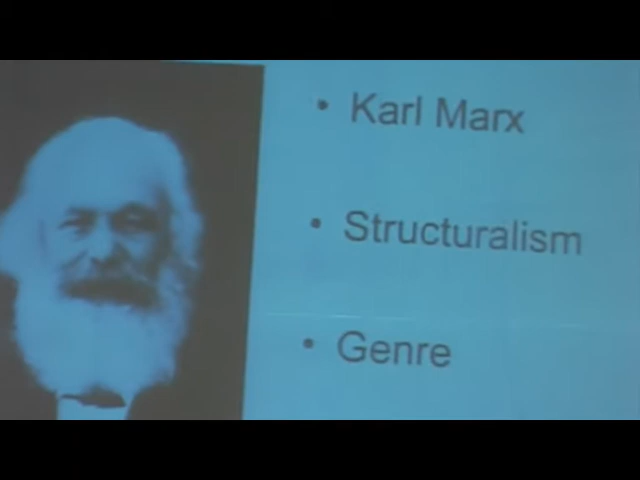 • Karl Marx
• Structuralism
• Genre